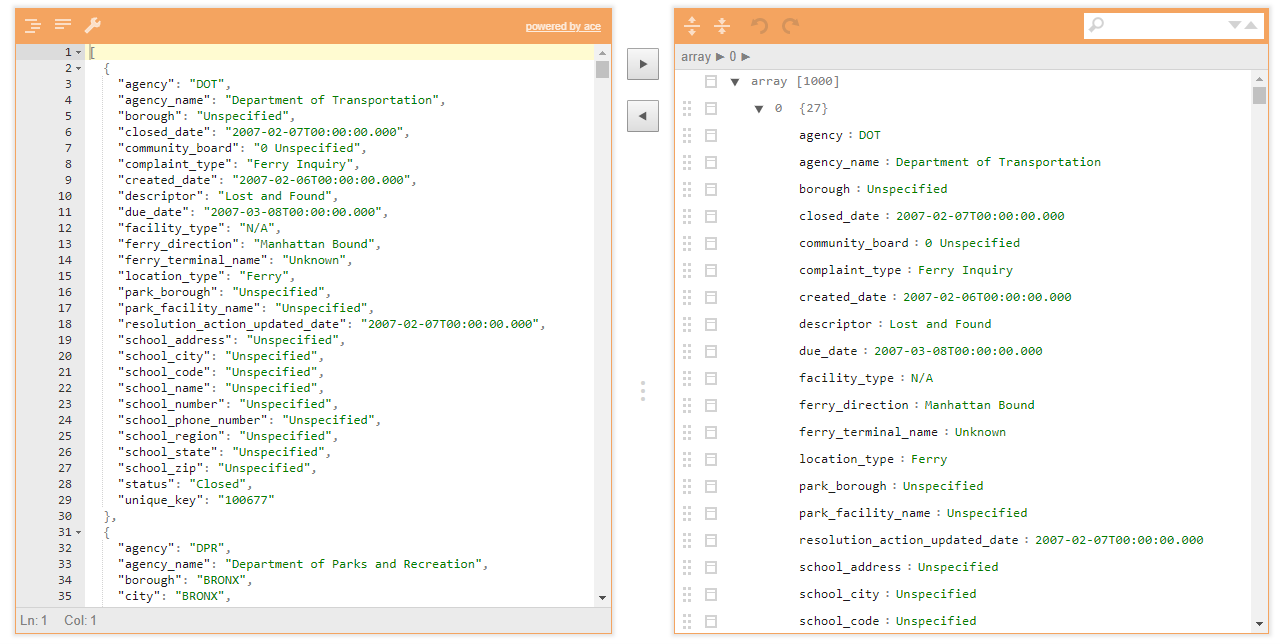 powered by ace
1 [
2 {
3 "agency": "DOT",
4 "agency_name": "Department of Transportation",
5 "borough": "Unspecified",
6 "closed_date": "2007-02-07T00:00:00.000",
7 "community_board": "0 Unspecified",
8 "complaint_type": "Ferry Inquiry",
9 "created_date": "2007-02-06T00:00:00.000",
10 "descriptor": "Lost and Found",
11 "due_date": "2007-03-08T00:00:00.000",
12 "facility_type": "N/A",
13 "ferry_direction": "Manhattan Bound",
14 "ferry_terminal_name": "Unknown",
15 "location_type": "Ferry",
16 "park_borough": "Unspecified",
17 "park_facility_name": "Unspecified",
18 "resolution_action_updated_date": "2007-02-07T00:00:00.000",
19 "school_address": "Unspecified",
20 "school_city": "Unspecified",
21 "school_code": "Unspecified",
22 "school_name": "Unspecified",
23 "school_number": "Unspecified",
24 "school_phone_number": "Unspecified",
25 "school_region": "Unspecified",
26 "school_state": "Unspecified",
27 "school_zip": "Unspecified",
28 "status": "Closed",
29 "unique_key": "100677"
30 },
31 {
32 "agency": "DPR",
33 "agency_name": "Department of Parks and Recreation",
34 "borough": "BRONX",
35 "city": "BRONX",
Ln: 1 Col: 1
array ► 0 ►
▼ array [1000]
▼ 0 {27}
agency : DOT
agency_name : Department of Transportation
borough : Unspecified
closed_date : 2007-02-07T00:00:00.000
community_board : 0 Unspecified
complaint_type : Ferry Inquiry
created_date : 2007-02-06T00:00:00.000
descriptor : Lost and Found
due_date : 2007-03-08T00:00:00.000
facility_type : N/A
ferry_direction : Manhattan Bound
ferry_terminal_name : Unknown
location_type : Ferry
park_borough : Unspecified
park_facility_name : Unspecified
resolution_action_updated_date : 2007-02-07T00:00:00.000
school_address : Unspecified
school_city : Unspecified
school_code : Unspecified